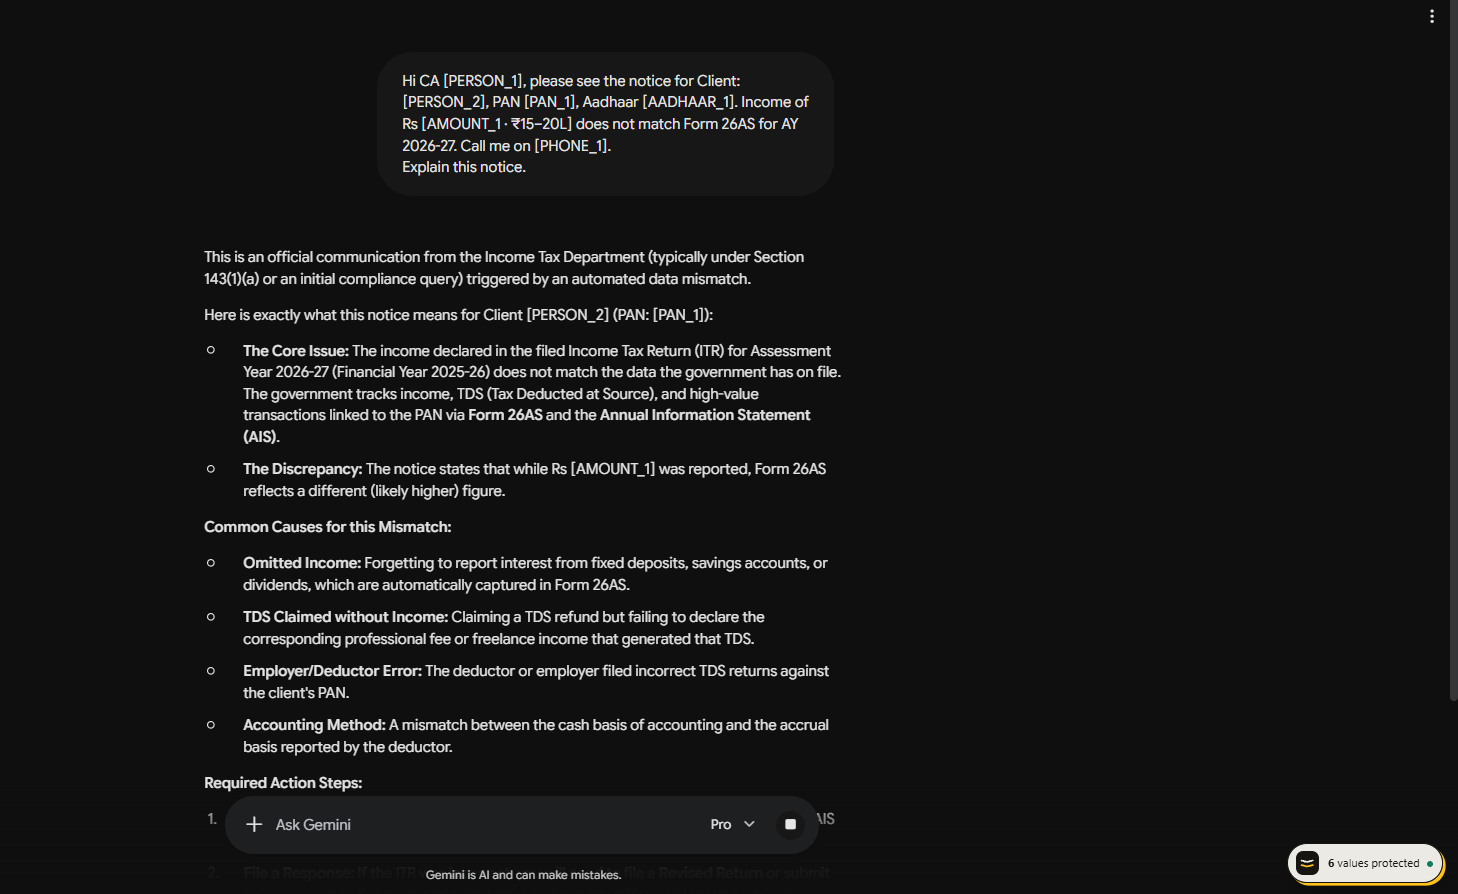 Hi CA [PERSON_1], please see the notice for Client:
[PERSON_2], PAN [PAN_1], Aadhaar [AADHAAR_1]. Income of
Rs [AMOUNT_1 · ₹15–20L] does not match Form 26AS for AY
2026-27. Call me on [PHONE_1].
Explain this notice.
This is an official communication from the Income Tax Department (typically under Section
143(1)(a) or an initial compliance query) triggered by an automated data mismatch.
Here is exactly what this notice means for Client [PERSON_2] (PAN: [PAN_1]):
The Core Issue: The income declared in the filed Income Tax Return (ITR) for Assessment
Year 2026-27 (Financial Year 2025-26) does not match the data the government has on file.
The government tracks income, TDS (Tax Deducted at Source), and high-value
transactions linked to the PAN via Form 26AS and the Annual Information Statement
(AIS).
The Discrepancy: The notice states that while Rs [AMOUNT_1] was reported, Form 26AS
reflects a different (likely higher) figure.
Common Causes for this Mismatch:
Omitted Income: Forgetting to report interest from fixed deposits, savings accounts, or
dividends, which are automatically captured in Form 26AS.
TDS Claimed without Income: Claiming a TDS refund but failing to declare the
corresponding professional fee or freelance income that generated that TDS.
Employer/Deductor Error: The deductor or employer filed incorrect TDS returns against
the client's PAN.
Accounting Method: A mismatch between the cash basis of accounting and the accrual
basis reported by the deductor.
Required Action Steps:
1. AIS
Ask Gemini Pro
2. File a Response: If the ITR file a Revised Return or submit
Gemini is AI and can make mistakes.
6 values protected